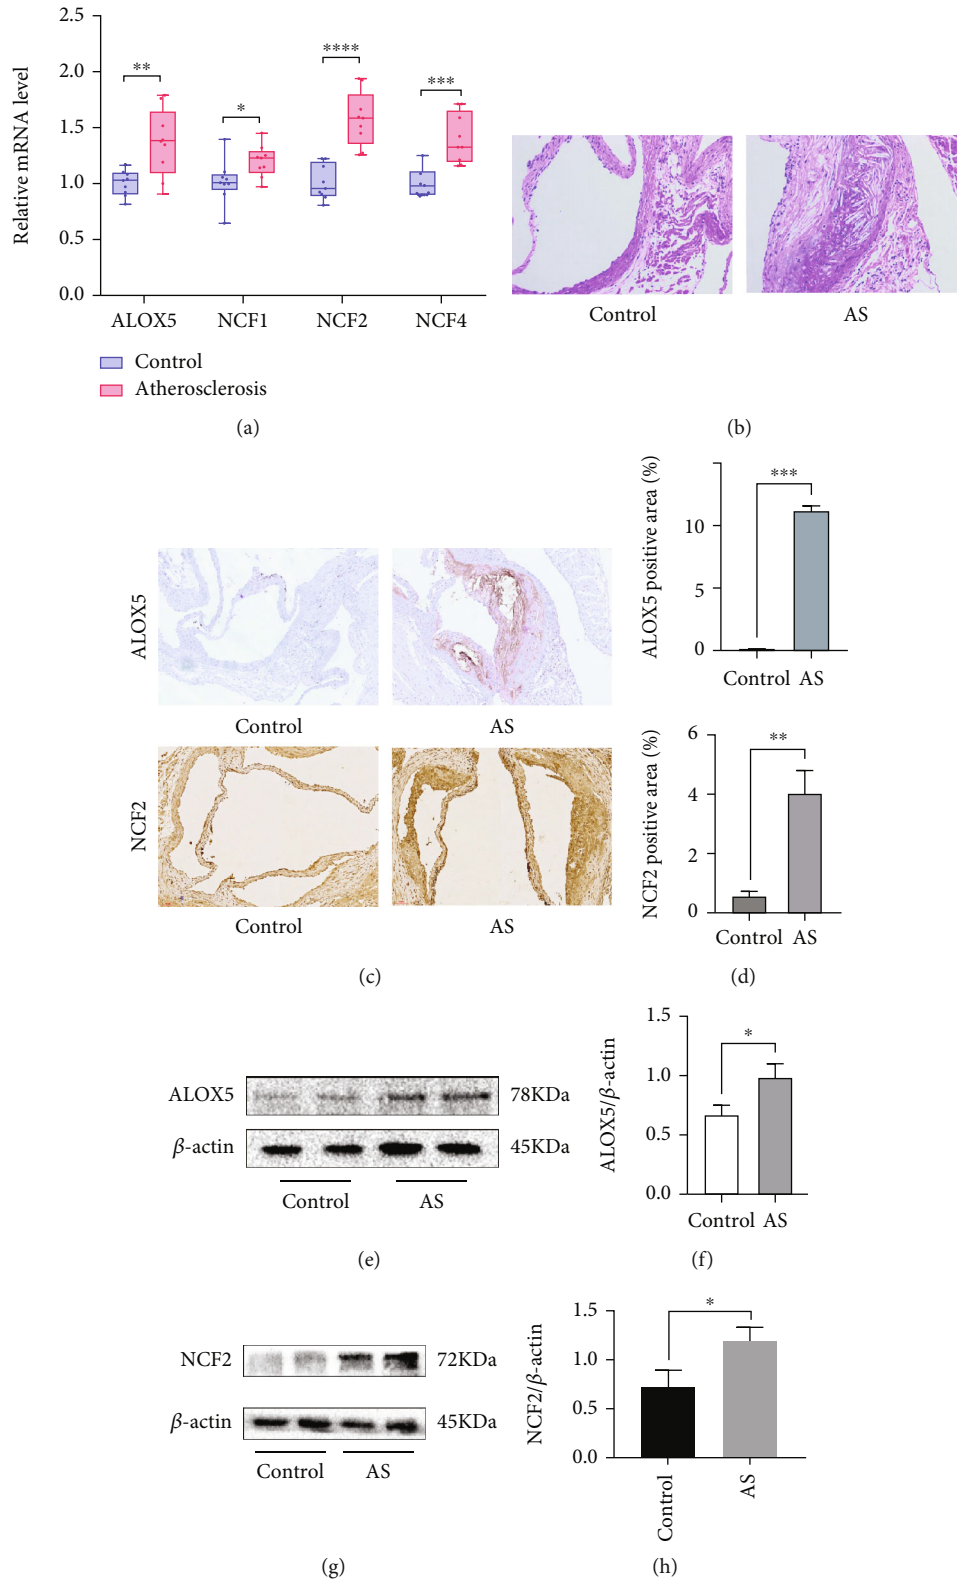 2.5
2.0
1.5
1.0
0.5
0.0
Relative mRNA level
**
*
****
***
ALOX5 NCF1 NCF2 NCF4
Control
Atherosclerosis
(a)
Control AS
(b)
ALOX5
Control AS
NCF2
Control AS
(c)
ALOX5 positive area (%)
10
5
0
***
Control AS
NCF2 positive area (%)
6
4
2
0
**
Control AS
(d)
ALOX5 78KDa
β-actin 45KDa
Control AS
(e)
ALOX5/β-actin
1.5
1.0
0.5
0.0
*
Control AS
(f)
NCF2 72KDa
β-actin 45KDa
Control AS
(g)
NCF2/β-actin
1.5
1.0
0.5
0.0
*
Control AS
(h)